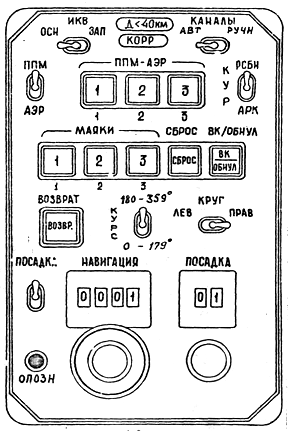 ИКВ
ОСН ЗАП
Д<40КМ
КОРР
КАНАЛЫ
АВТ РУЧН
ППМ
АЭР
ППМ-АЭР
1 2 3
1 2 3
КУР
РСБН
АРК
МАЯКИ СБРОС ВК/ОБНУЛ
1 2 3 СБРОС ВК ОБНУЛ
1 2 3
ВОЗВРАТ
ВОЗВР.
КУРС
180-359°
0-179°
КРУГ
ЛЕВ ПРАВ
ПОСАДК. НАВИГАЦИЯ ПОСАДКА
0001 01
ОПОЗН